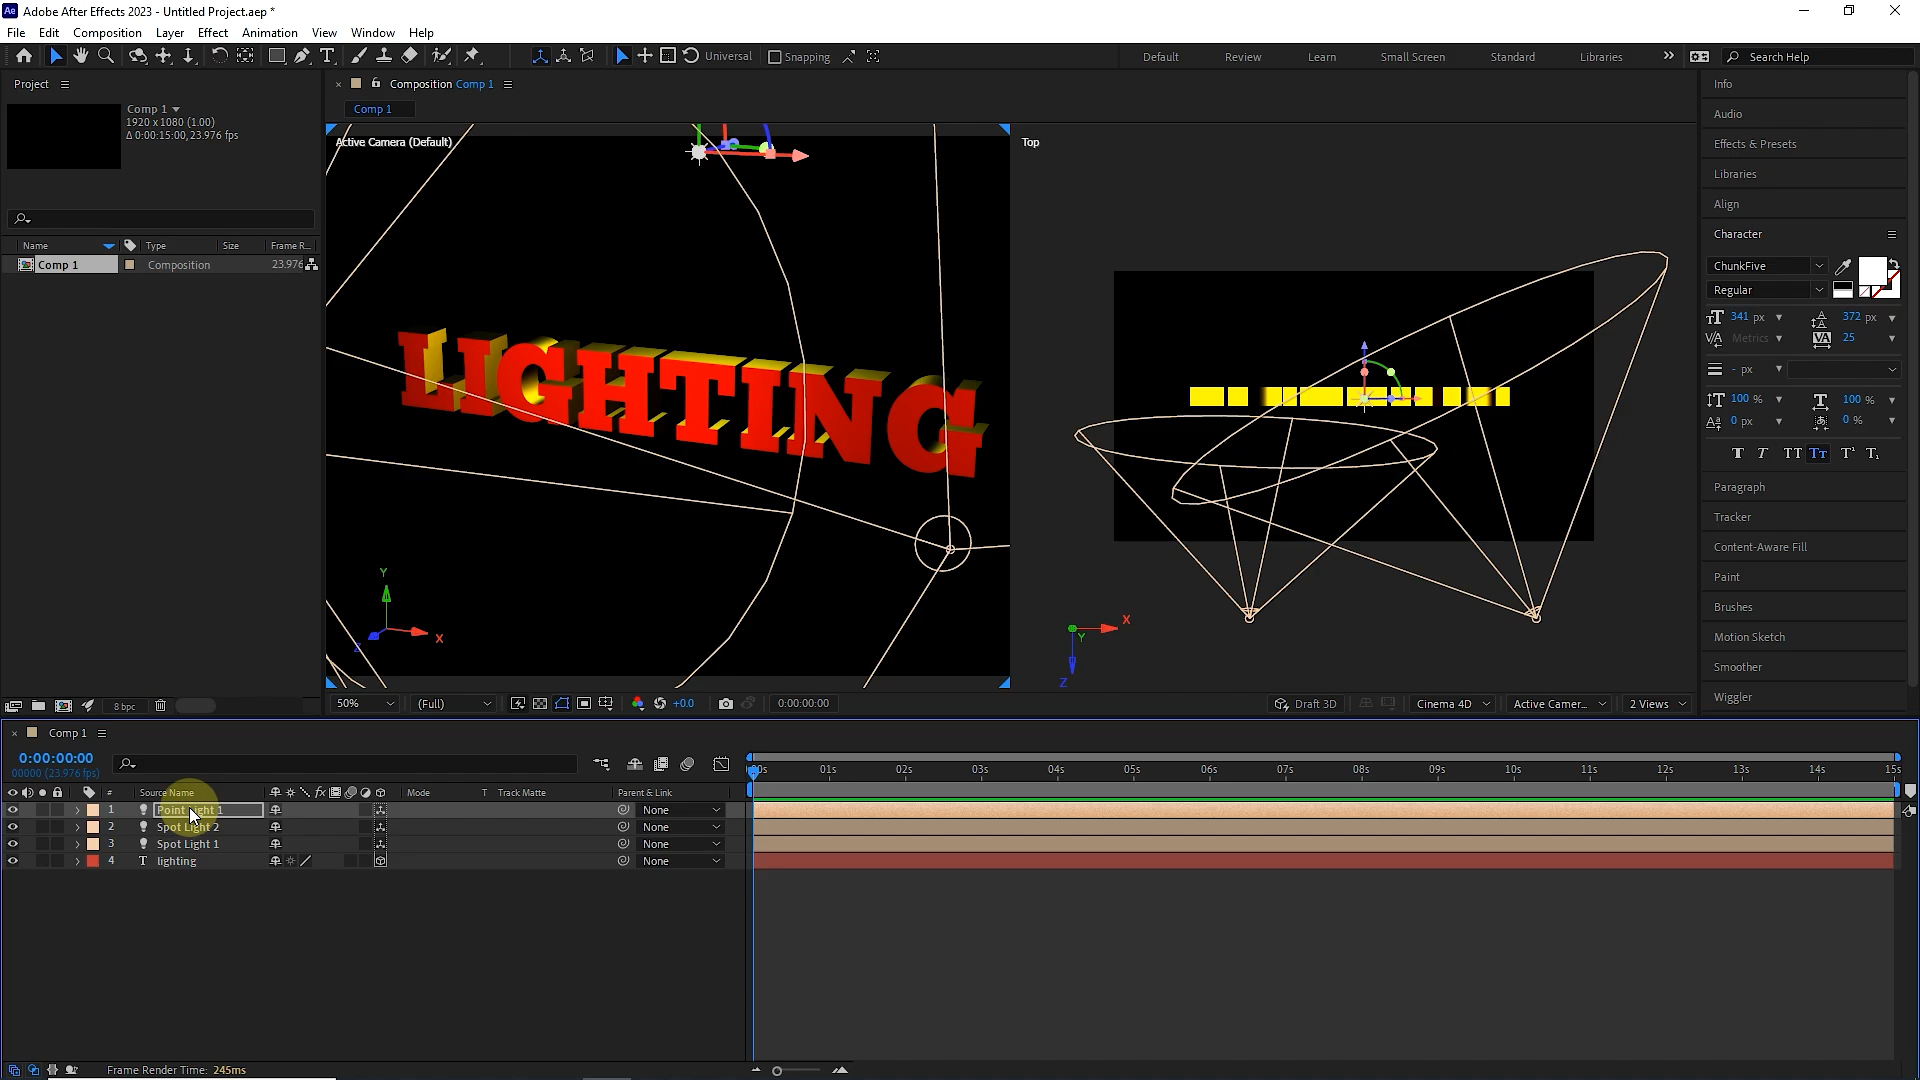 Ae Adobe After Effects 2023 - Untitled Project.aep *
File Edit Composition Layer Effect Animation View Window Help
Universal Snapping Default Review Learn Small Screen Standard Libraries Search Help
Project
Comp 1
1920 x 1080 (1.00)
Δ 0:00:15:00, 23.976 fps
Name Type Size Frame R...
Comp 1 Composition 23.976
8 bpc
Composition Comp 1
Comp 1
Active Camera (Default)
LIGHTING
Y
X
Z
Top
X
Y
Z
50% (Full) +0.0 0:00:00:00 Draft 3D Cinema 4D Active Camer... 2 Views
Info
Audio
Effects & Presets
Libraries
Align
Character
ChunkFive
Regular
341 px 372 px
Metrics 25
- px
100 % 100 %
0 px 0 %
T T TT Tт T¹ T₁
Paragraph
Tracker
Content-Aware Fill
Paint
Brushes
Motion Sketch
Smoother
Wiggler
Comp 1
0:00:00:00
00000 (23.976 fps)
00s 01s 02s 03s 04s 05s 06s 07s 08s 09s 10s 11s 12s 13s 14s 15s
# Source Name fx Mode T Track Matte Parent & Link
1 Point Light 1 None
2 Spot Light 2 None
3 Spot Light 1 None
4 T lighting None
Frame Render Time: 245ms